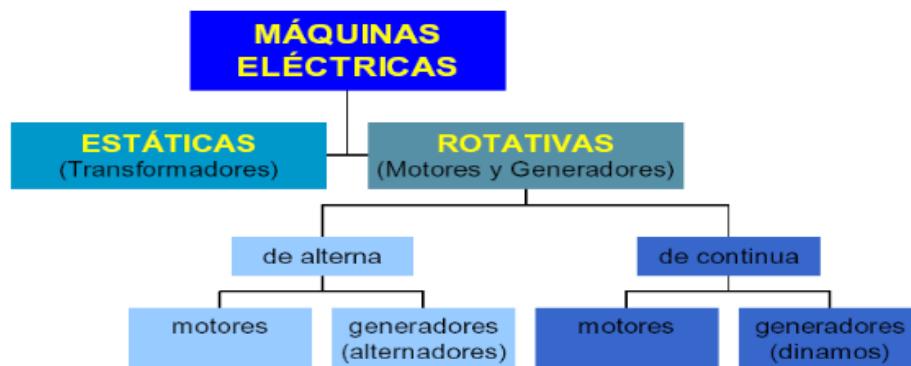 MÁQUINAS
ELÉCTRICAS
ESTÁTICAS
(Transformadores)
ROTATIVAS
(Motores y Generadores)
de alterna
de continua
motores
generadores
(alternadores)
motores
generadores
(dinamos)